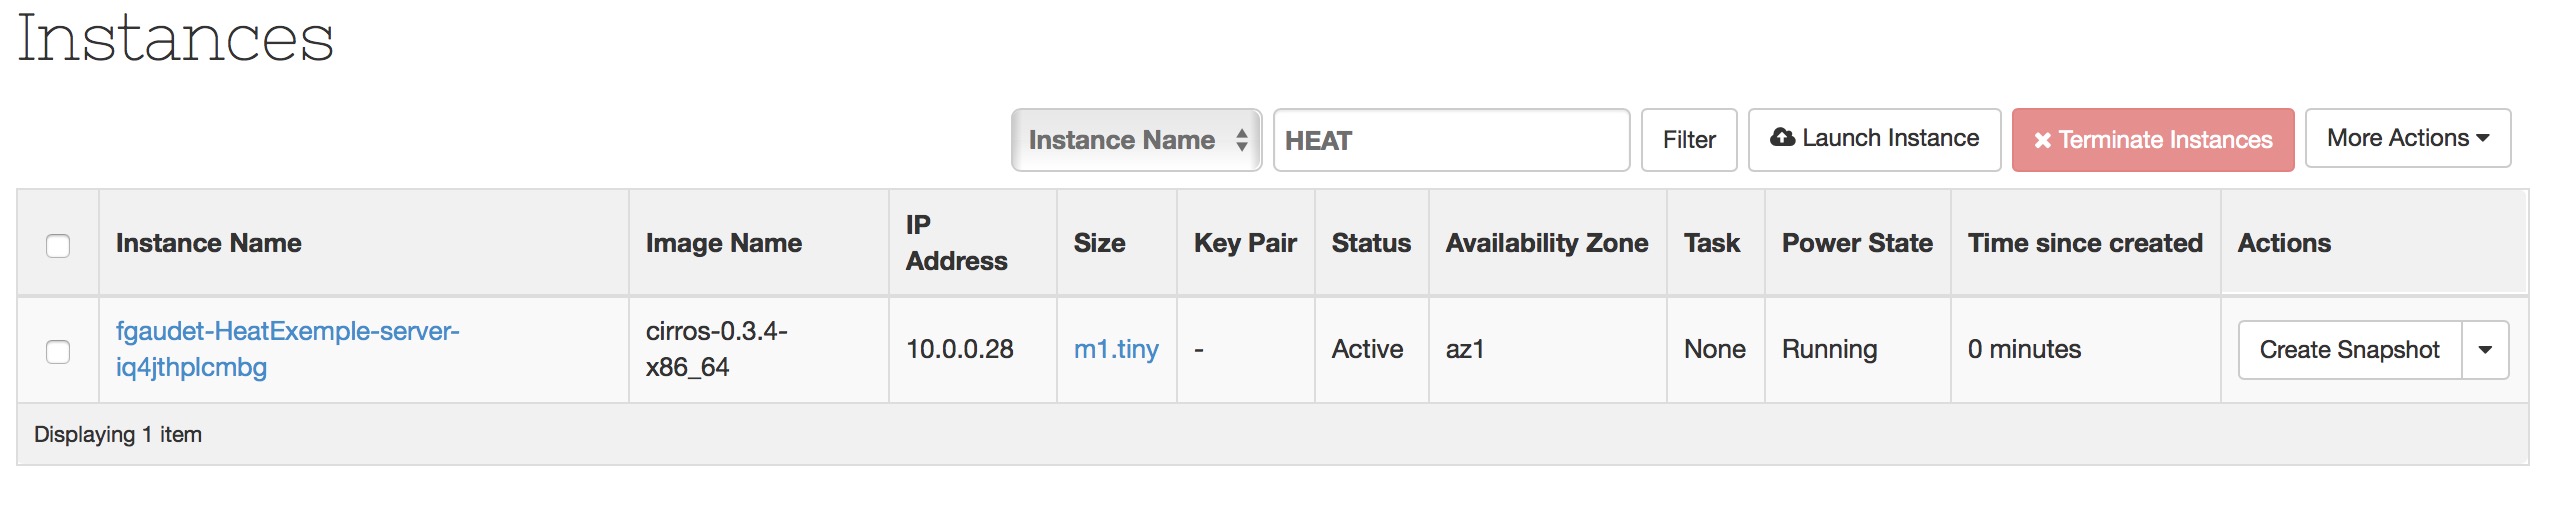 Instances
Instance Name HEAT Filter Launch Instance Terminate Instances More Actions
Instance Name Image Name IP Address Size Key Pair Status Availability Zone Task Power State Time since created Actions
fgaudet-HeatExemple-server-
iq4jthplcmbg
cirros-0.3.4-
x86_64
10.0.0.28 m1.tiny - Active az1 None Running 0 minutes Create Snapshot
Displaying 1 item